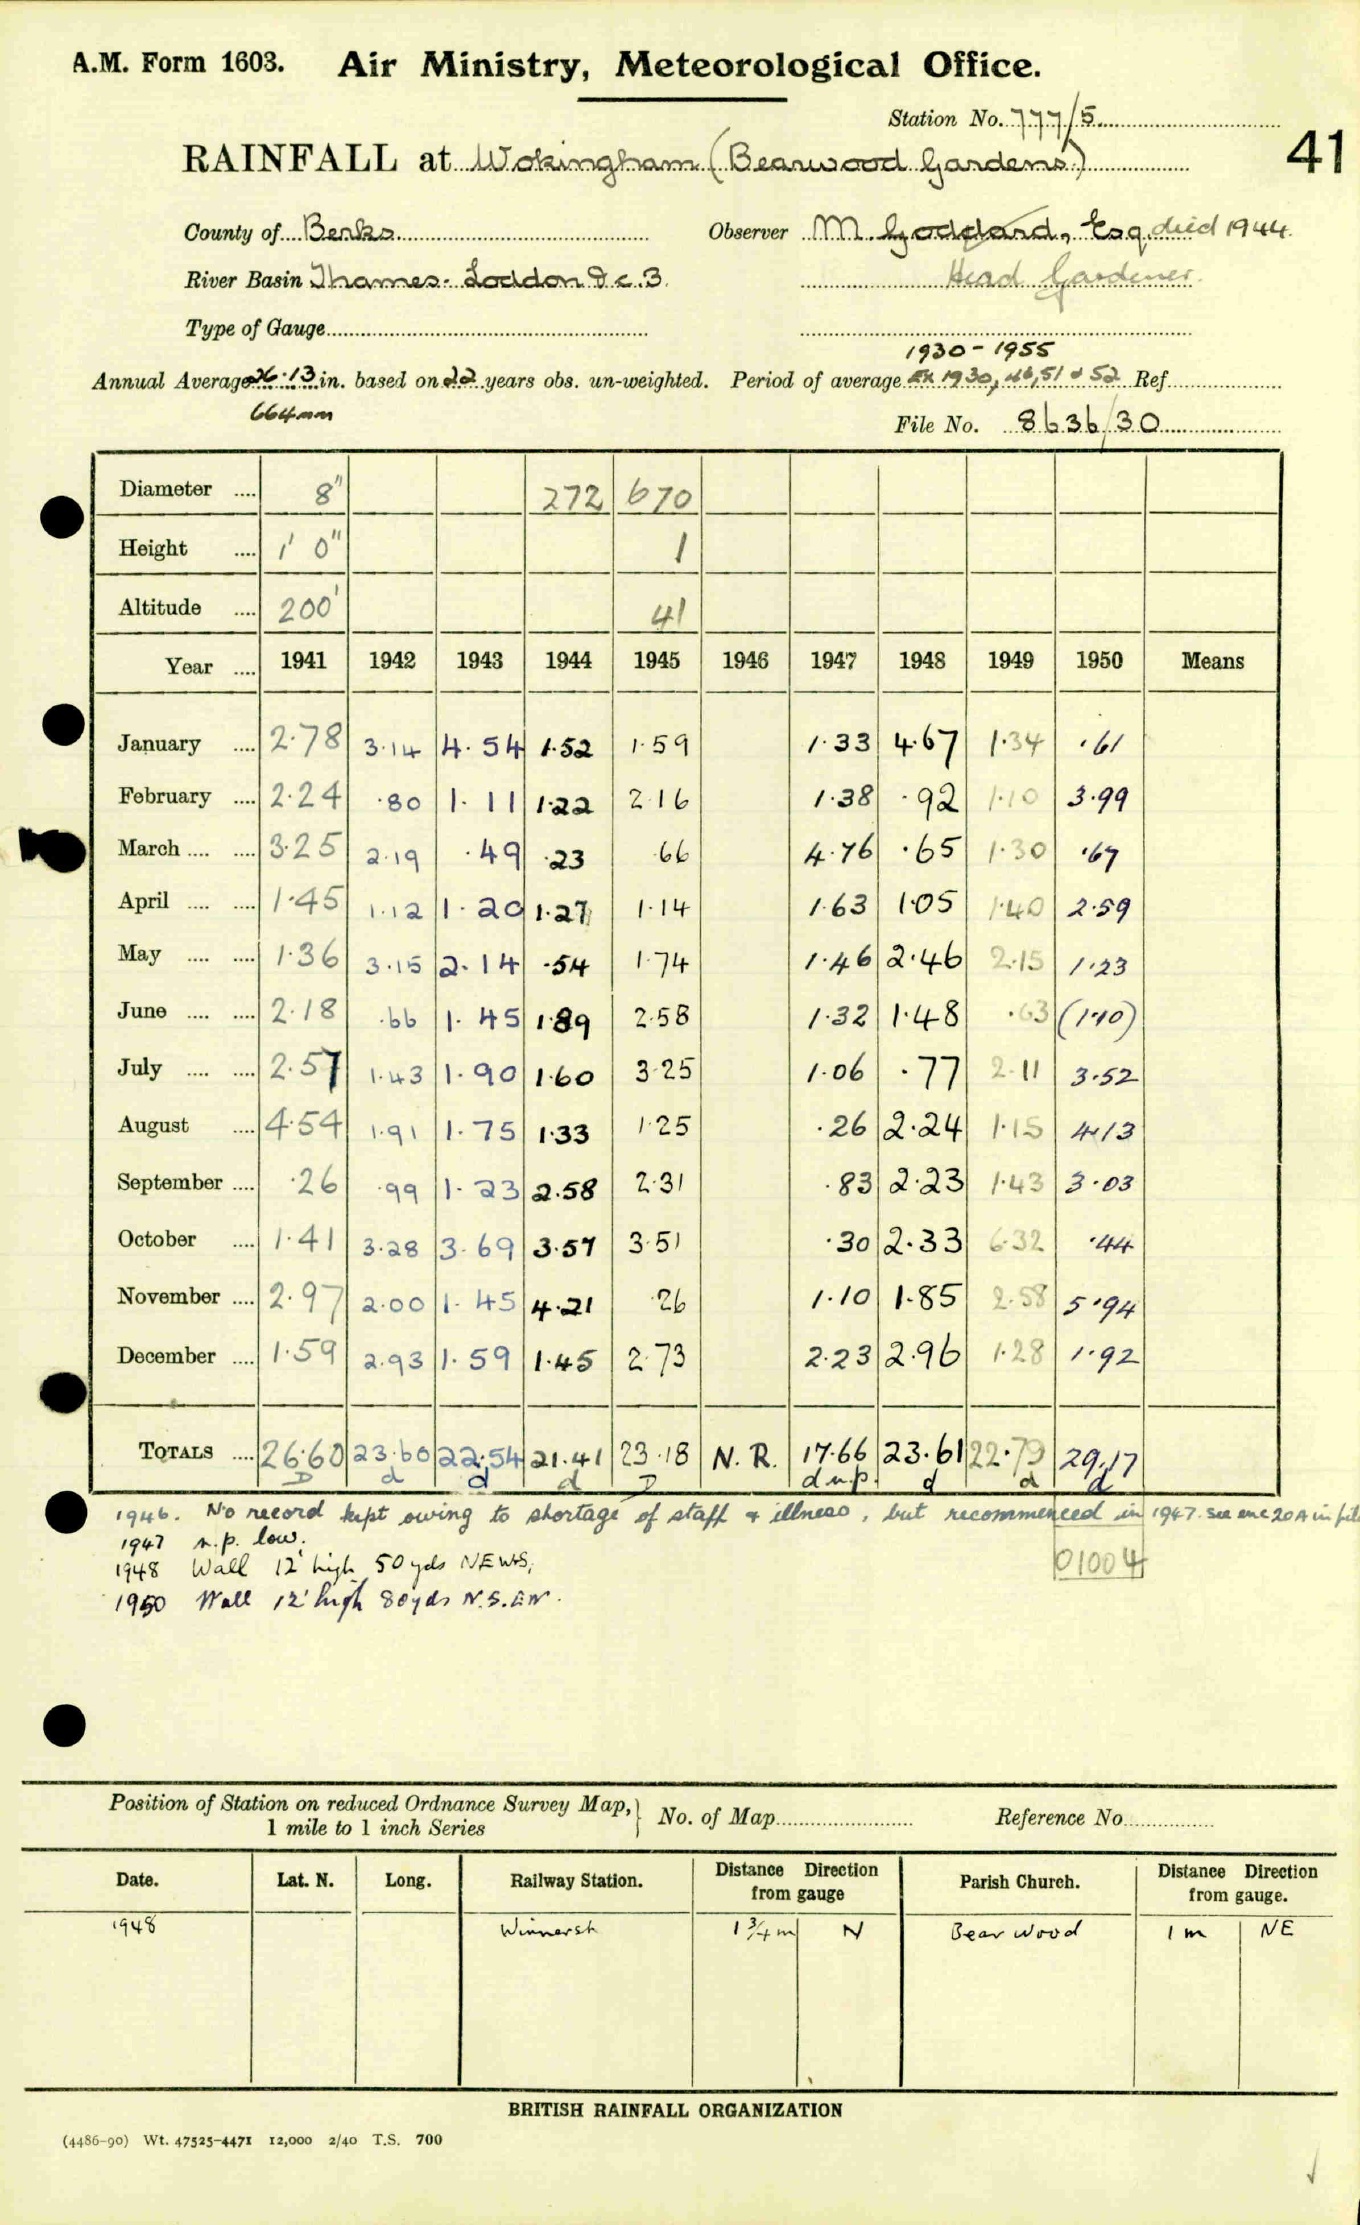 A.M. Form 1603. Air Ministry, Meteorological Office.
Station No. 777/5
41
RAINFALL at Wokingham (Bearwood Gardens)
County of Berks. Observer M. Goddard, Esq. died 1944.
River Basin Thames-Loddon &c. 3. Head Gardener.
Type of Gauge
1930 - 1955
Annual Average 26.13 in. based on 22 years obs. un-weighted. Period of average Ex 1930, 46, 51 & 52 Ref
664mm
File No. 8636/30
Diameter .... 8" 272 670
Height .... 1' 0" 1
Altitude .... 200' 41
Year .... 1941 1942 1943 1944 1945 1946 1947 1948 1949 1950 Means
January .... 2.78 3.14 4.54 1.52 1.59 1.33 4.67 1.34 .61
February .... 2.24 .80 1.11 1.22 2.16 1.38 .92 1.10 3.99
March .... .... 3.25 2.19 .49 .23 .66 4.76 .65 1.30 .67
April .... .... 1.45 1.12 1.20 1.27 1.14 1.63 1.05 1.40 2.59
May .... .... 1.36 3.15 2.14 .54 1.74 1.46 2.46 2.15 1.23
June .... .... 2.18 .66 1.45 1.89 2.58 1.32 1.48 .63 (1.10)
July .... .... 2.57 1.43 1.90 1.60 3.25 1.06 .77 2.11 3.52
August .... 4.54 1.91 1.75 1.33 1.25 .26 2.24 1.15 4.13
September .... .26 .99 1.23 2.58 2.31 .83 2.23 1.43 3.03
October .... 1.41 3.28 3.69 3.57 3.51 .30 2.33 6.32 .44
November .... 2.97 2.00 1.45 4.21 .26 1.10 1.85 2.58 5.94
December .... 1.59 2.93 1.59 1.45 2.73 2.23 2.96 1.28 1.92
TOTALS .... 26.60 23.60 22.54 21.41 23.18 N.R. 17.66 23.61 22.79 29.17
D d d d D d n.p. d d d
1946. No record kept owing to shortage of staff & illness, but recommenced in 1947. see enc 20A in file
1947 n.p. low.
1948 Wall 12' high 50 yds NEWS.
01004
1950 Wall 12' high 80 yds N.S.EW.
Position of Station on reduced Ordnance Survey Map, 1 mile to 1 inch Series } No. of Map Reference No.
Date. Lat. N. Long. Railway Station. Distance Direction from gauge Parish Church. Distance Direction from gauge.
1948 Winnersh 1 3/4 m N Bear Wood 1 m NE
BRITISH RAINFALL ORGANIZATION
(4486-90) Wt. 47525-4471 12,000 2/40 T.S. 700